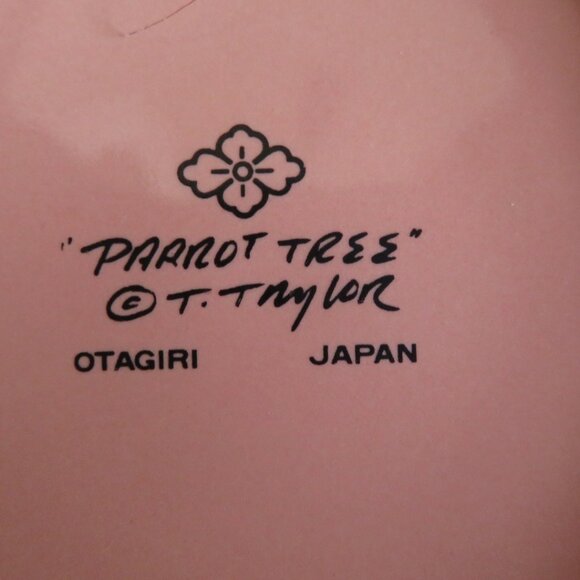 "PARROT TREE"
© T. TAYLOR
OTAGIRI JAPAN